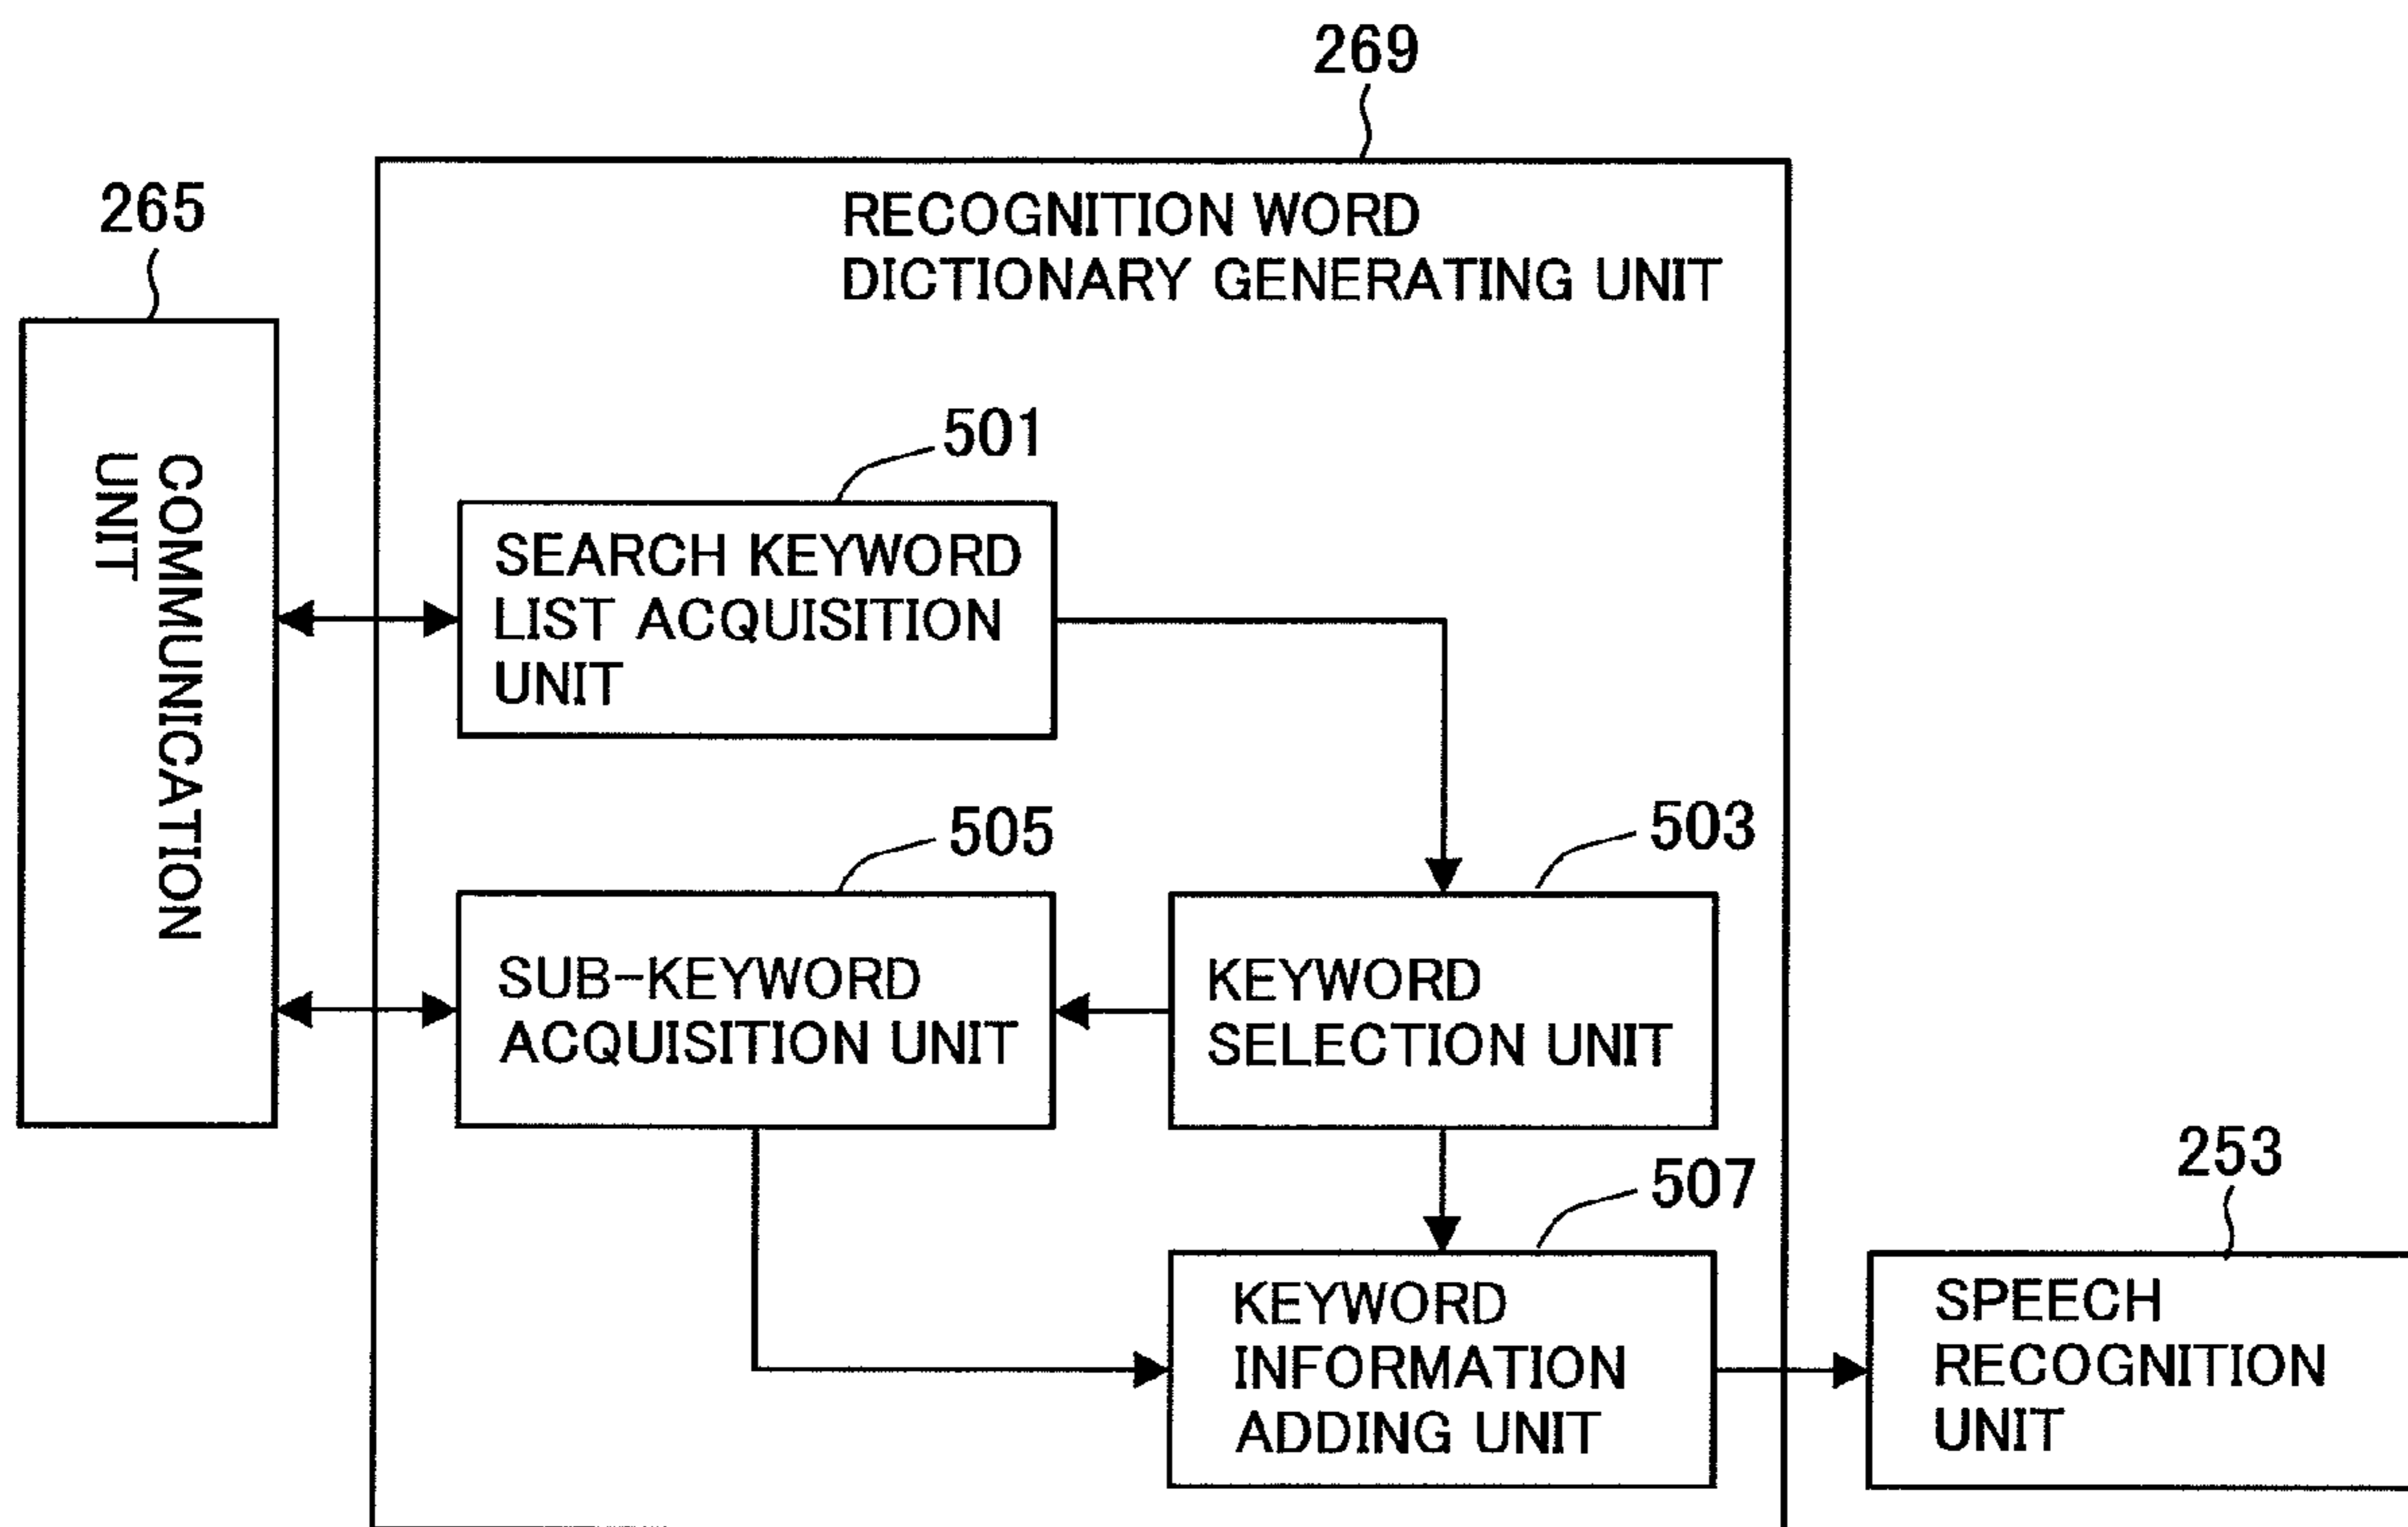 269
RECOGNITION WORD
DICTIONARY GENERATING UNIT
265
COMMUNICATION
UNIT
501
SEARCH KEYWORD
LIST ACQUISITION
UNIT
505
SUB-KEYWORD
ACQUISITION UNIT
503
KEYWORD
SELECTION UNIT
507
KEYWORD
INFORMATION
ADDING UNIT
253
SPEECH
RECOGNITION
UNIT